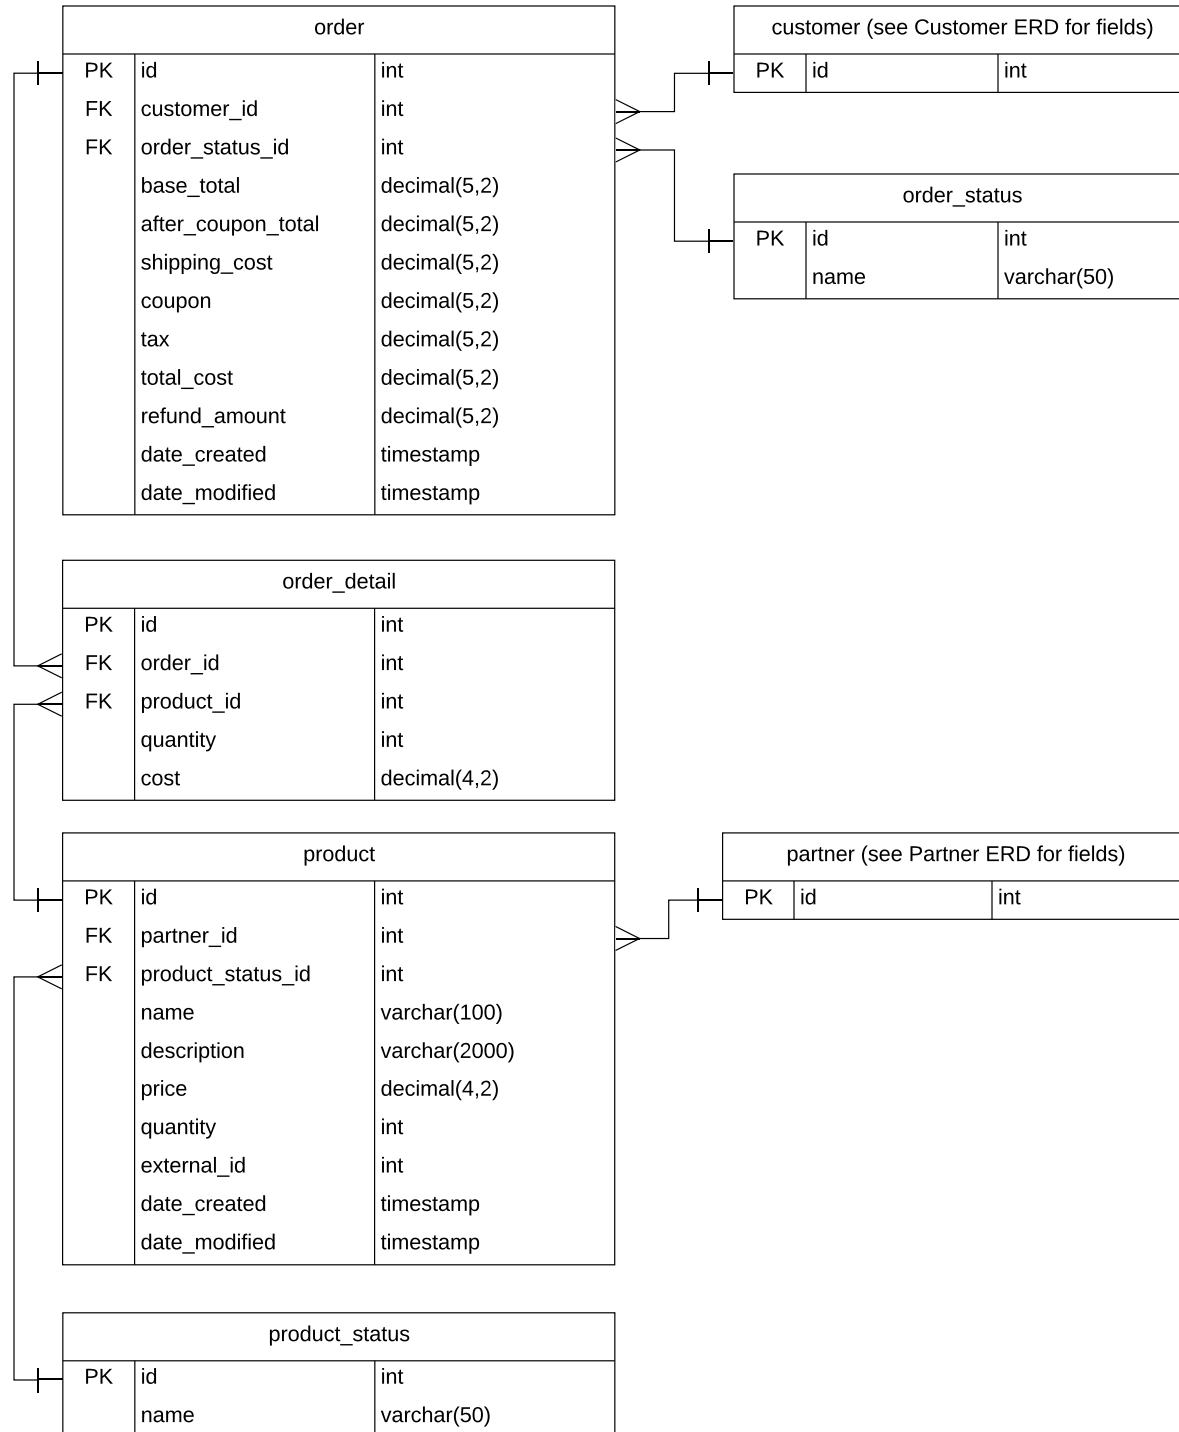 order
PK id int
FK customer_id int
FK order_status_id int
base_total decimal(5,2)
after_coupon_total decimal(5,2)
shipping_cost decimal(5,2)
coupon decimal(5,2)
tax decimal(5,2)
total_cost decimal(5,2)
refund_amount decimal(5,2)
date_created timestamp
date_modified timestamp
customer (see Customer ERD for fields)
PK id int
order_status
PK id int
name varchar(50)
order_detail
PK id int
FK order_id int
FK product_id int
quantity int
cost decimal(4,2)
product
PK id int
FK partner_id int
FK product_status_id int
name varchar(100)
description varchar(2000)
price decimal(4,2)
quantity int
external_id int
date_created timestamp
date_modified timestamp
partner (see Partner ERD for fields)
PK id int
product_status
PK id int
name varchar(50)